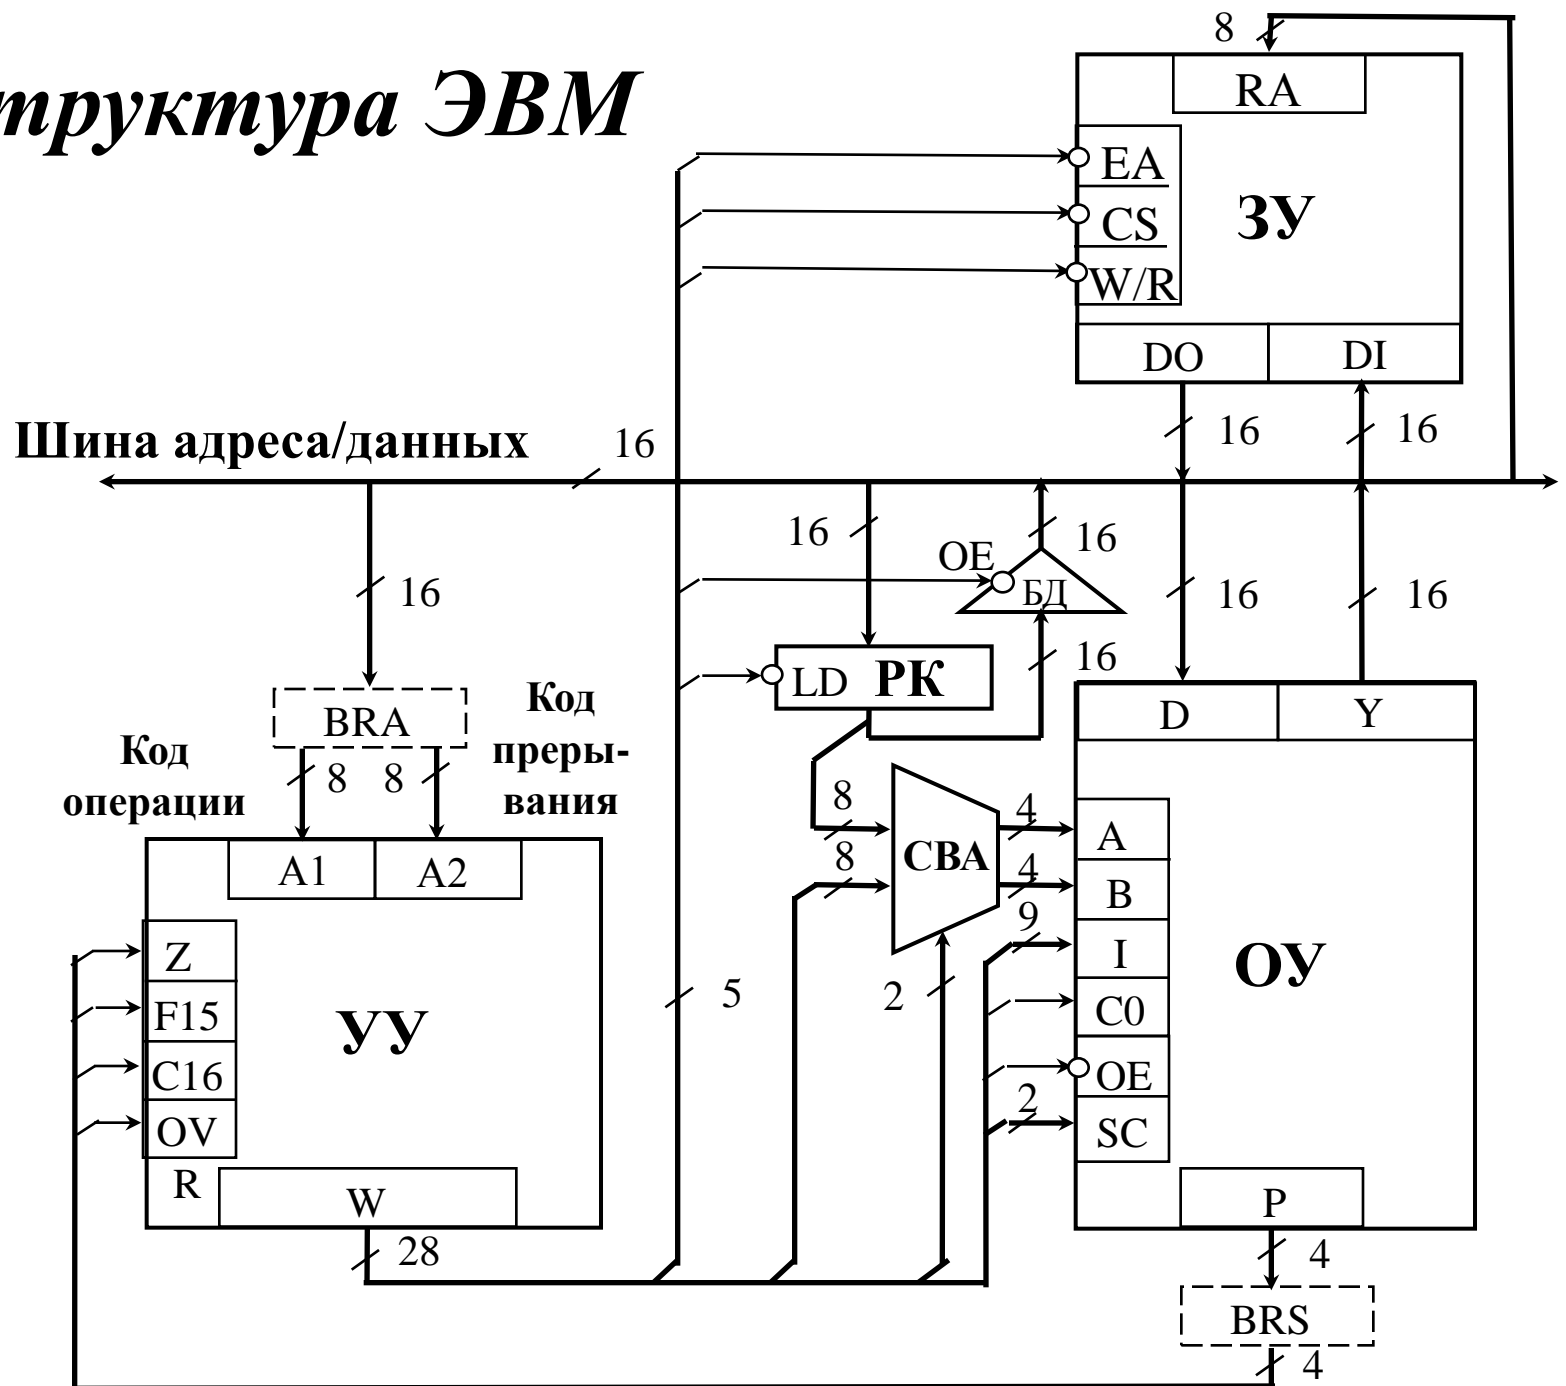 труктура ЭВМ
8
RA
EA
CS
W/R
ЗУ
DO
DI
16
16
Шина адреса/данных
16
16
16
OE
БД
16
16
16
16
LD РК
BRA
Код
операции
Код
преры-
вания
8
8
D
Y
A1
A2
8
8
СВА
4
4
A
B
9
I
C0
OE
2
SC
ОУ
Z
F15
C16
OV
R
УУ
5
2
W
28
P
4
BRS
4